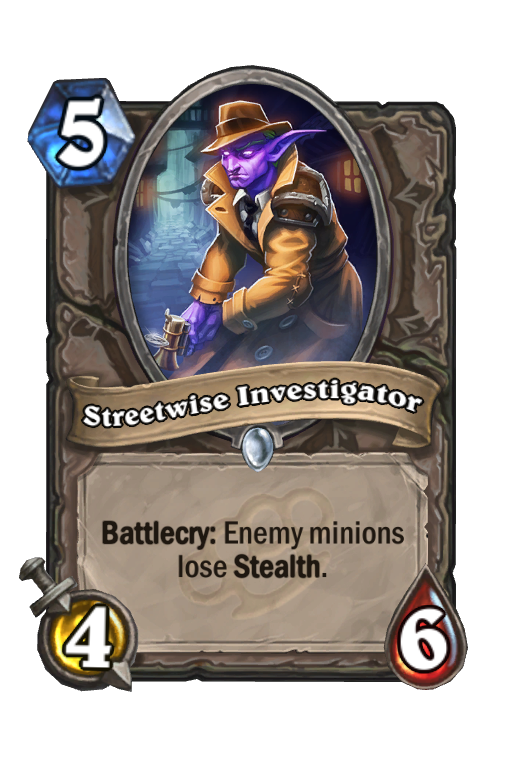 5
Streetwise Investigator
Battlecry: Enemy minions
lose Stealth.
4
6